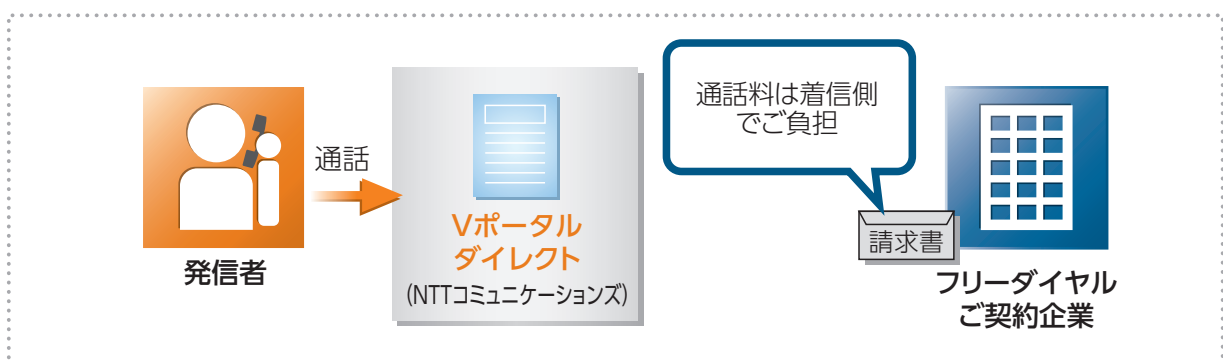 発信者
通話
Vポータル
ダイレクト
(NTTコミュニケーションズ)
通話料は着信側
でご負担
請求書
フリーダイヤル
ご契約企業